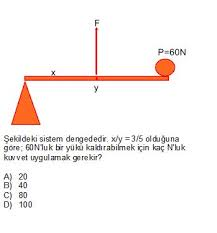 F
P=60N
x
y
Şekildeki sistem dengededir. x/y = 3/5 olduğuna
göre; 60N'luk bir yükü kaldırabilmek için kaç N'luk
kuvvet uygulamak gerekir?
A) 20
B) 40
C) 80
D) 100